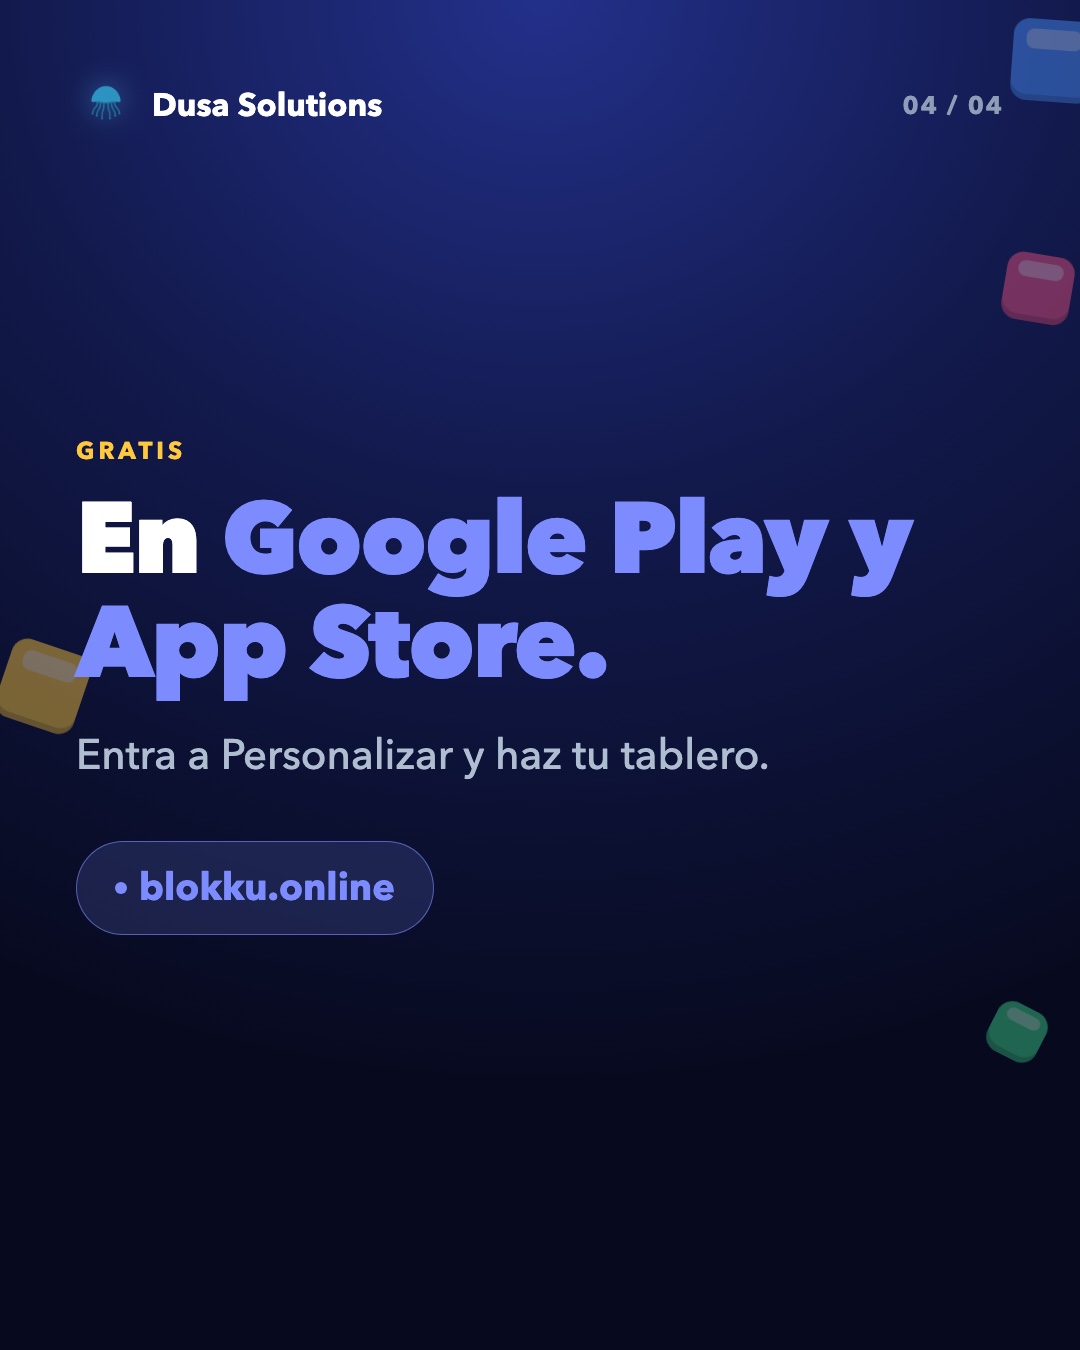 Dusa Solutions
04 / 04
GRATIS
En Google Play y
App Store.
Entra a Personalizar y haz tu tablero.
• blokku.online